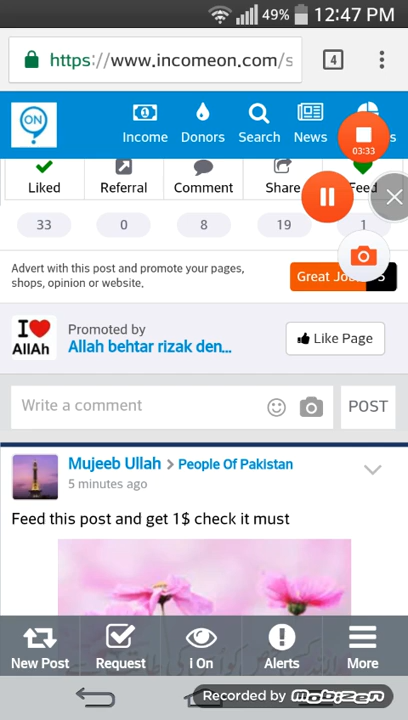 49% 12:47 PM
https://www.incomeon.com/s
4
ON
Income Donors Search News
03:33
Liked Referral Comment Share Feed
33 0 8 19 1
Advert with this post and promote your pages,
shops, opinion or website.
Great Jo
I ❤ AllAh
Promoted by
Allah behtar rizak den...
Like Page
Write a comment
POST
Mujeeb Ullah > People Of Pakistan
5 minutes ago
Feed this post and get 1$ check it must
New Post Request i On Alerts More
Recorded by mobizen